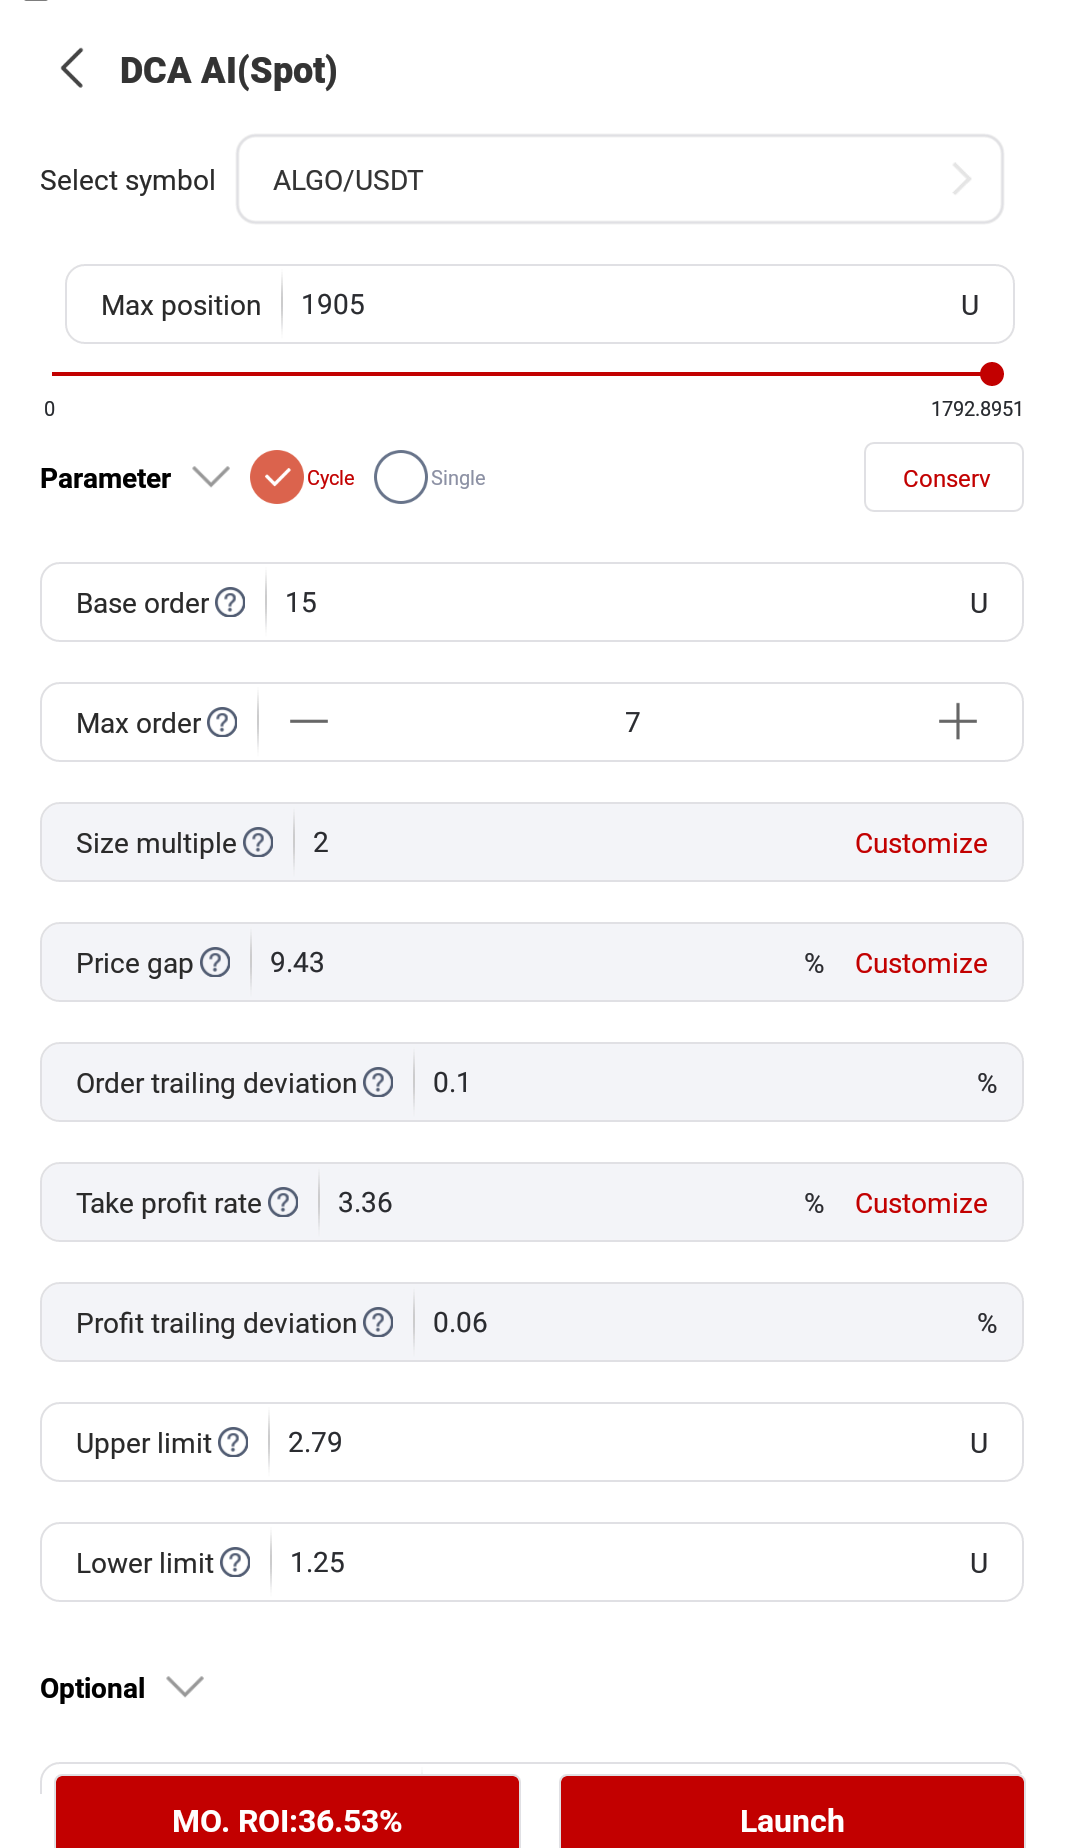 DCA AI(Spot)
Select symbol ALGO/USDT
Max position 1905 U
0 1792.8951
Parameter Cycle Single Conserv
Base order ? 15 U
Max order ? — 7 +
Size multiple ? 2 Customize
Price gap ? 9.43 % Customize
Order trailing deviation ? 0.1 %
Take profit rate ? 3.36 % Customize
Profit trailing deviation ? 0.06 %
Upper limit ? 2.79 U
Lower limit ? 1.25 U
Optional
MO. ROI:36.53% Launch